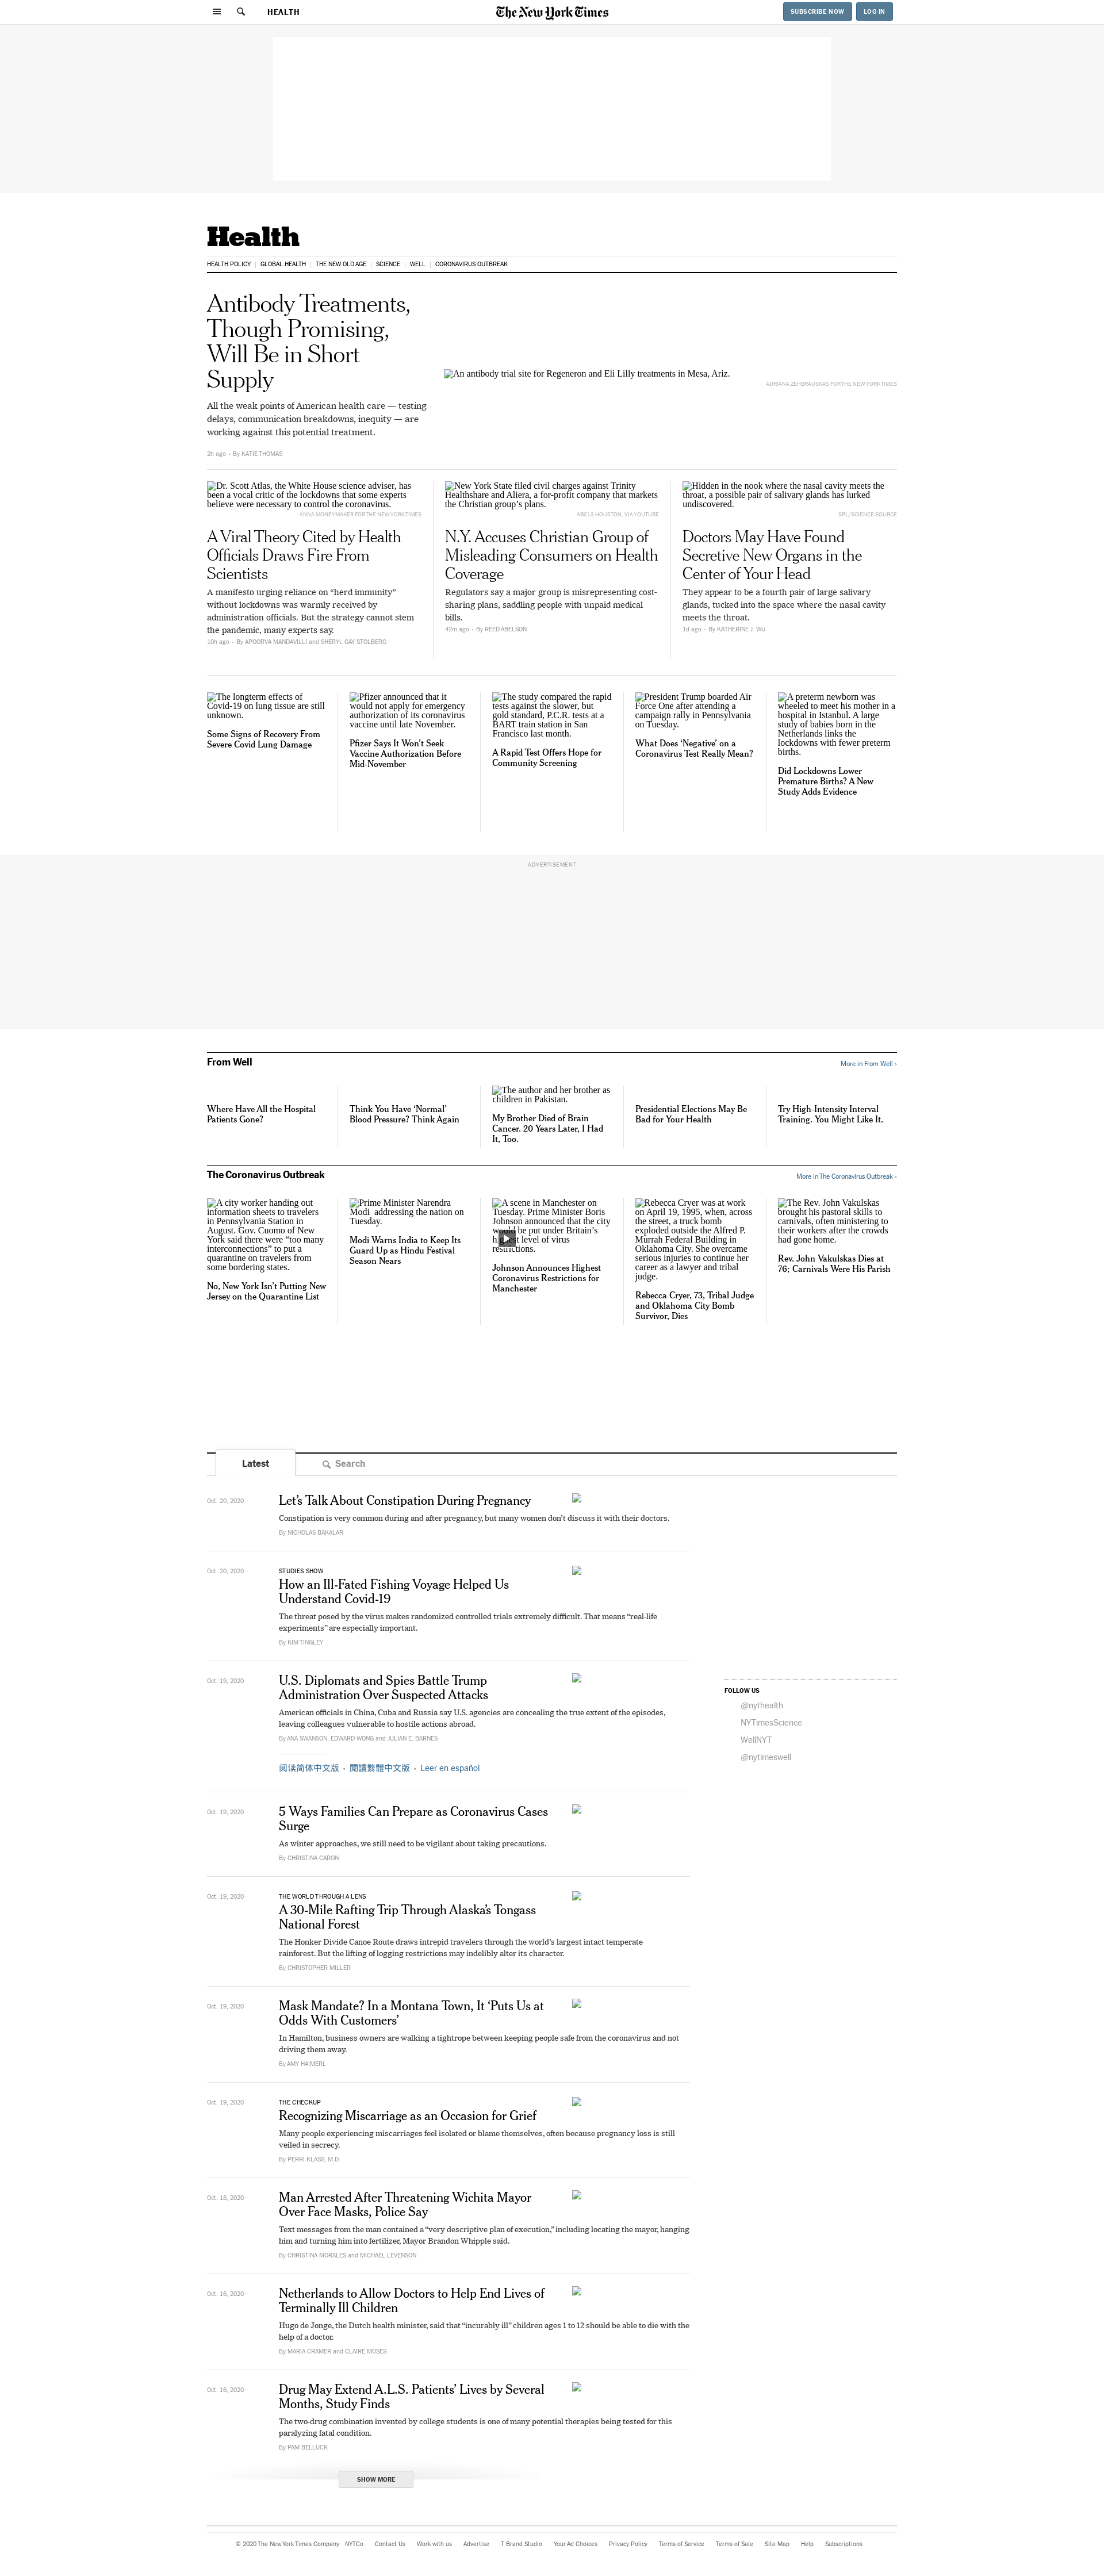 HEALTH
The New York Times
SUBSCRIBE NOW
LOG IN
Health
HEALTH POLICY
GLOBAL HEALTH
THE NEW OLD AGE
SCIENCE
WELL
CORONAVIRUS OUTBREAK
Antibody Treatments,
Though Promising,
Will Be in Short
Supply
All the weak points of American health care — testing
delays, communication breakdowns, inequity — are
working against this potential treatment.
2h ago • By KATIE THOMAS
An antibody trial site for Regeneron and Eli Lilly treatments in Mesa, Ariz.
ADRIANA ZEHBRAUSKAS FOR THE NEW YORK TIMES
Dr. Scott Atlas, the White House science adviser, has
been a vocal critic of the lockdowns that some experts
believe were necessary to control the coronavirus.
ANNA MONEYMAKER FOR THE NEW YORK TIMES
A Viral Theory Cited by Health
Officials Draws Fire From
Scientists
A manifesto urging reliance on “herd immunity”
without lockdowns was warmly received by
administration officials. But the strategy cannot stem
the pandemic, many experts say.
10h ago • By APOORVA MANDAVILLI and SHERYL GAY STOLBERG
New York State filed civil charges against Trinity
Healthshare and Aliera, a for-profit company that markets
the Christian group’s plans.
ABC13 HOUSTON, VIA YOUTUBE
N.Y. Accuses Christian Group of
Misleading Consumers on Health
Coverage
Regulators say a major group is misrepresenting cost-
sharing plans, saddling people with unpaid medical
bills.
42m ago • By REED ABELSON
Hidden in the nook where the nasal cavity meets the
throat, a possible pair of salivary glands has lurked
undiscovered.
SPL/SCIENCE SOURCE
Doctors May Have Found
Secretive New Organs in the
Center of Your Head
They appear to be a fourth pair of large salivary
glands, tucked into the space where the nasal cavity
meets the throat.
1d ago • By KATHERINE J. WU
The longterm effects of
Covid-19 on lung tissue are still
unknown.
Some Signs of Recovery From
Severe Covid Lung Damage
Pfizer announced that it
would not apply for emergency
authorization of its coronavirus
vaccine until late November.
Pfizer Says It Won’t Seek
Vaccine Authorization Before
Mid-November
The study compared the rapid
tests against the slower, but
gold standard, P.C.R. tests at a
BART train station in San
Francisco last month.
A Rapid Test Offers Hope for
Community Screening
President Trump boarded Air
Force One after attending a
campaign rally in Pennsylvania
on Tuesday.
What Does ‘Negative’ on a
Coronavirus Test Really Mean?
A preterm newborn was
wheeled to meet his mother in a
hospital in Istanbul. A large
study of babies born in the
Netherlands links the
lockdowns with fewer preterm
births.
Did Lockdowns Lower
Premature Births? A New
Study Adds Evidence
ADVERTISEMENT
From Well
More in From Well ›
Where Have All the Hospital
Patients Gone?
Think You Have ‘Normal’
Blood Pressure? Think Again
The author and her brother as
children in Pakistan.
My Brother Died of Brain
Cancer. 20 Years Later, I Had
It, Too.
Presidential Elections May Be
Bad for Your Health
Try High-Intensity Interval
Training. You Might Like It.
The Coronavirus Outbreak
More in The Coronavirus Outbreak ›
A city worker handing out
information sheets to travelers
in Pennsylvania Station in
August. Gov. Cuomo of New
York said there were “too many
interconnections” to put a
quarantine on travelers from
some bordering states.
No, New York Isn’t Putting New
Jersey on the Quarantine List
Prime Minister Narendra
Modi addressing the nation on
Tuesday.
Modi Warns India to Keep Its
Guard Up as Hindu Festival
Season Nears
A scene in Manchester on
Tuesday. Prime Minister Boris
Johnson announced that the city
would be put under Britain’s
level of virus
restrictions.
Johnson Announces Highest
Coronavirus Restrictions for
Manchester
Rebecca Cryer was at work
on April 19, 1995, when, across
the street, a truck bomb
exploded outside the Alfred P.
Murrah Federal Building in
Oklahoma City. She overcame
serious injuries to continue her
career as a lawyer and tribal
judge.
Rebecca Cryer, 73, Tribal Judge
and Oklahoma City Bomb
Survivor, Dies
The Rev. John Vakulskas
brought his pastoral skills to
carnivals, often ministering to
their workers after the crowds
had gone home.
Rev. John Vakulskas Dies at
76; Carnivals Were His Parish
Latest
Search
Oct. 20, 2020
Let’s Talk About Constipation During Pregnancy
Constipation is very common during and after pregnancy, but many women don’t discuss it with their doctors.
By NICHOLAS BAKALAR
Oct. 20, 2020
STUDIES SHOW
How an Ill-Fated Fishing Voyage Helped Us
Understand Covid-19
The threat posed by the virus makes randomized controlled trials extremely difficult. That means “real-life
experiments” are especially important.
By KIM TINGLEY
Oct. 19, 2020
U.S. Diplomats and Spies Battle Trump
Administration Over Suspected Attacks
American officials in China, Cuba and Russia say U.S. agencies are concealing the true extent of the episodes,
leaving colleagues vulnerable to hostile actions abroad.
By ANA SWANSON, EDWARD WONG and JULIAN E. BARNES
阅读简体中文版 • 閱讀繁體中文版 • Leer en español
Oct. 19, 2020
5 Ways Families Can Prepare as Coronavirus Cases
Surge
As winter approaches, we still need to be vigilant about taking precautions.
By CHRISTINA CARON
Oct. 19, 2020
THE WORLD THROUGH A LENS
A 30-Mile Rafting Trip Through Alaska’s Tongass
National Forest
The Honker Divide Canoe Route draws intrepid travelers through the world’s largest intact temperate
rainforest. But the lifting of logging restrictions may indelibly alter its character.
By CHRISTOPHER MILLER
Oct. 19, 2020
Mask Mandate? In a Montana Town, It ‘Puts Us at
Odds With Customers’
In Hamilton, business owners are walking a tightrope between keeping people safe from the coronavirus and not
driving them away.
By AMY HAIMERL
Oct. 19, 2020
THE CHECKUP
Recognizing Miscarriage as an Occasion for Grief
Many people experiencing miscarriages feel isolated or blame themselves, often because pregnancy loss is still
veiled in secrecy.
By PERRI KLASS, M.D.
Oct. 18, 2020
Man Arrested After Threatening Wichita Mayor
Over Face Masks, Police Say
Text messages from the man contained a “very descriptive plan of execution,” including locating the mayor, hanging
him and turning him into fertilizer, Mayor Brandon Whipple said.
By CHRISTINA MORALES and MICHAEL LEVENSON
Oct. 16, 2020
Netherlands to Allow Doctors to Help End Lives of
Terminally Ill Children
Hugo de Jonge, the Dutch health minister, said that “incurably ill” children ages 1 to 12 should be able to die with the
help of a doctor.
By MARIA CRAMER and CLAIRE MOSES
Oct. 16, 2020
Drug May Extend A.L.S. Patients’ Lives by Several
Months, Study Finds
The two-drug combination invented by college students is one of many potential therapies being tested for this
paralyzing fatal condition.
By PAM BELLUCK
SHOW MORE
FOLLOW US
@nythealth
NYTimesScience
WellNYT
@nytimeswell
© 2020 The New York Times Company
NYTCo
Contact Us
Work with us
Advertise
T Brand Studio
Your Ad Choices
Privacy Policy
Terms of Service
Terms of Sale
Site Map
Help
Subscriptions